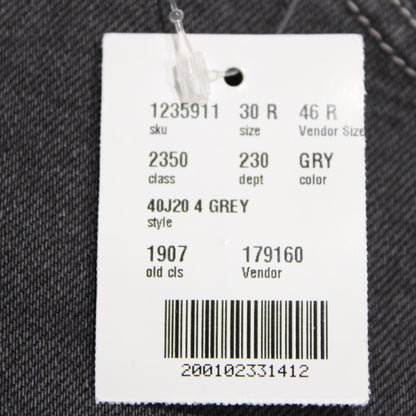 1235911 30 R 46 R
sku size Vendor Size
2350 230 GRY
class dept color
40J20 4 GREY
style
1907 179160
old cls Vendor
200102331412